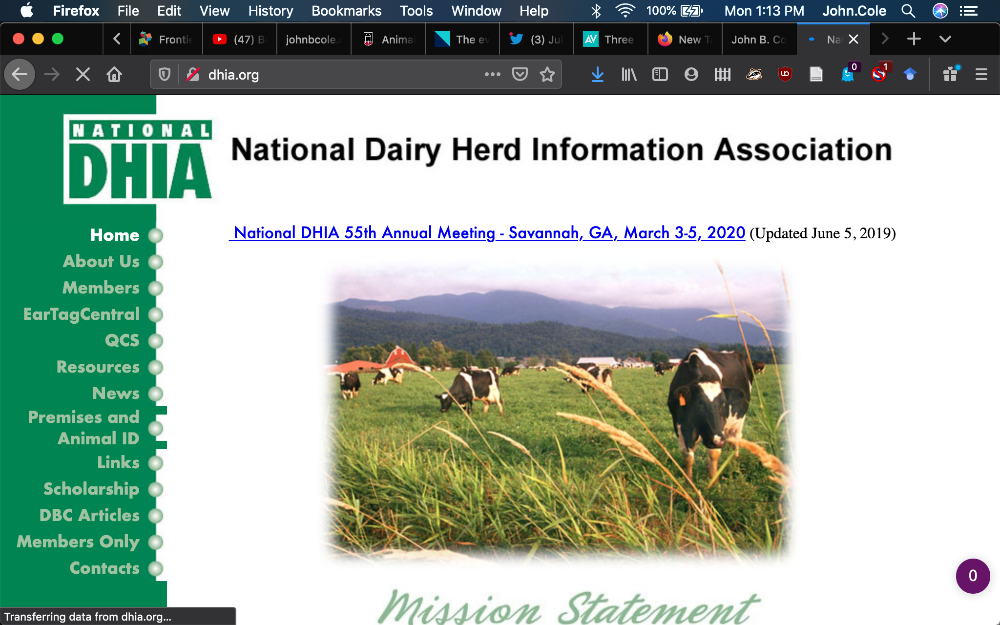 Firefox File Edit View History Bookmarks Tools Window Help 100% Mon 1:13 PM John.Cole
Frontie (47) B johnbcole. Animal The ev (3) Jul AV Three New T John B. Co Nat
dhia.org 0 1
NATIONAL
DHIA
National Dairy Herd Information Association
National DHIA 55th Annual Meeting - Savannah, GA, March 3-5, 2020 (Updated June 5, 2019)
Home
About Us
Members
EarTagCentral
QCS
Resources
News
Premises and
Animal ID
Links
Scholarship
DBC Articles
Members Only
Contacts
0
Mission Statement
Transferring data from dhia.org...